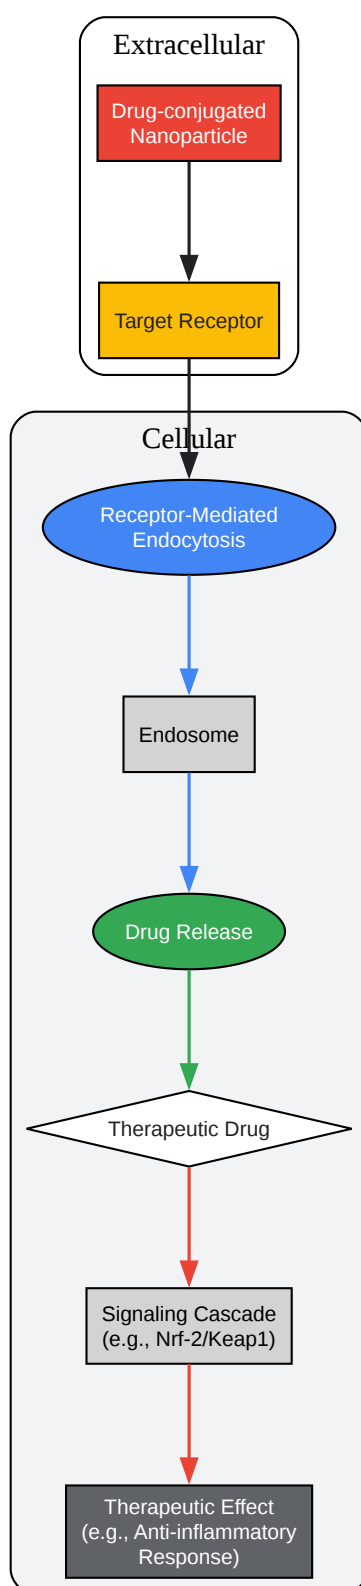 Extracellular
Drug-conjugated
Nanoparticle
Target Receptor
Cellular
Receptor-Mediated
Endocytosis
Endosome
Drug Release
Therapeutic Drug
Signaling Cascade
(e.g., Nrf-2/Keap1)
Therapeutic Effect
(e.g., Anti-inflammatory
Response)